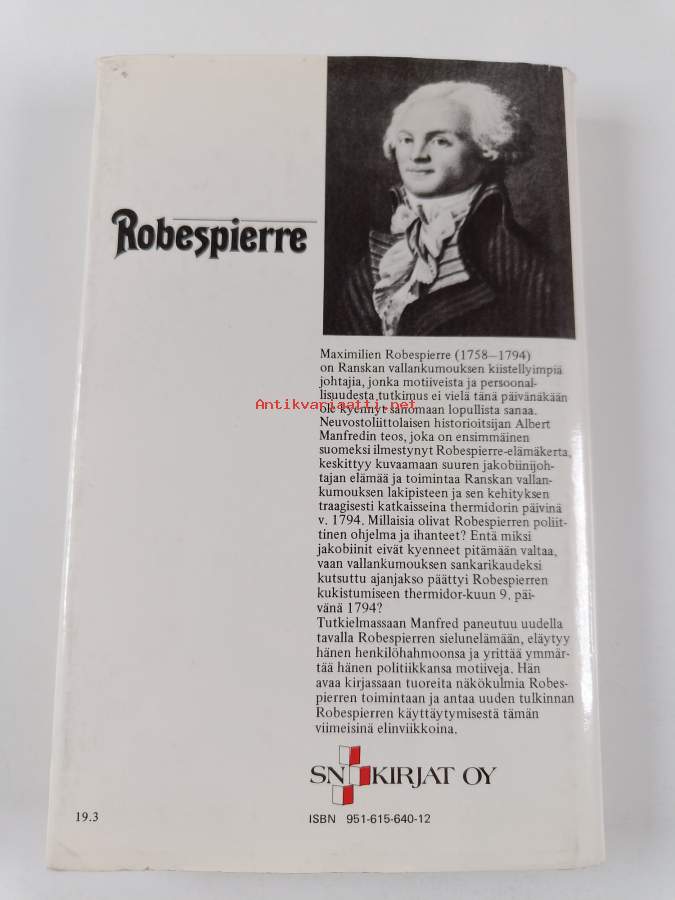 Robespierre
Maximilien Robespierre (1758—1794)
on Ranskan vallankumouksen kiistellyimpiä
johtajia, jonka motiiveista ja persoonal-
lisuudesta tutkimus ei vielä tänä päivänäkään
ole kyennyt sanomaan lopullista sanaa.
Antikvariaatti.net
Neuvostoliittolaisen historioitsijan Albert
Manfredin teos, joka on ensimmäinen
suomeksi ilmestynyt Robespierre-elämäkerta,
keskittyy kuvaamaan suuren jakobiinijoh-
tajan elämää ja toimintaa Ranskan vallan-
kumouksen lakipisteen ja sen kehityksen
traagisesti katkaisseina thermidorin päivinä
v. 1794. Millaisia olivat Robespierren poliit-
tinen ohjelma ja ihanteet? Entä miksi
jakobiinit eivät kyenneet pitämään valtaa,
vaan vallankumouksen sankarikaudeksi
kutsuttu ajanjakso päättyi Robespierren
kukistumiseen thermidor-kuun 9. päi-
vänä 1794?
Tutkielmassaan Manfred paneutuu uudella
tavalla Robespierren sielunelämään, eläytyy
hänen henkilöhahmoonsa ja yrittää ymmär-
tää hänen politiikkansa motiiveja. Hän
avaa kirjassaan tuoreita näkökulmia Robes-
pierren toimintaan ja antaa uuden tulkinnan
Robespierren käyttäytymisestä tämän
viimeisinä elinviikkoina.
SN KIRJAT OY
19.3
ISBN 951-615-640-12